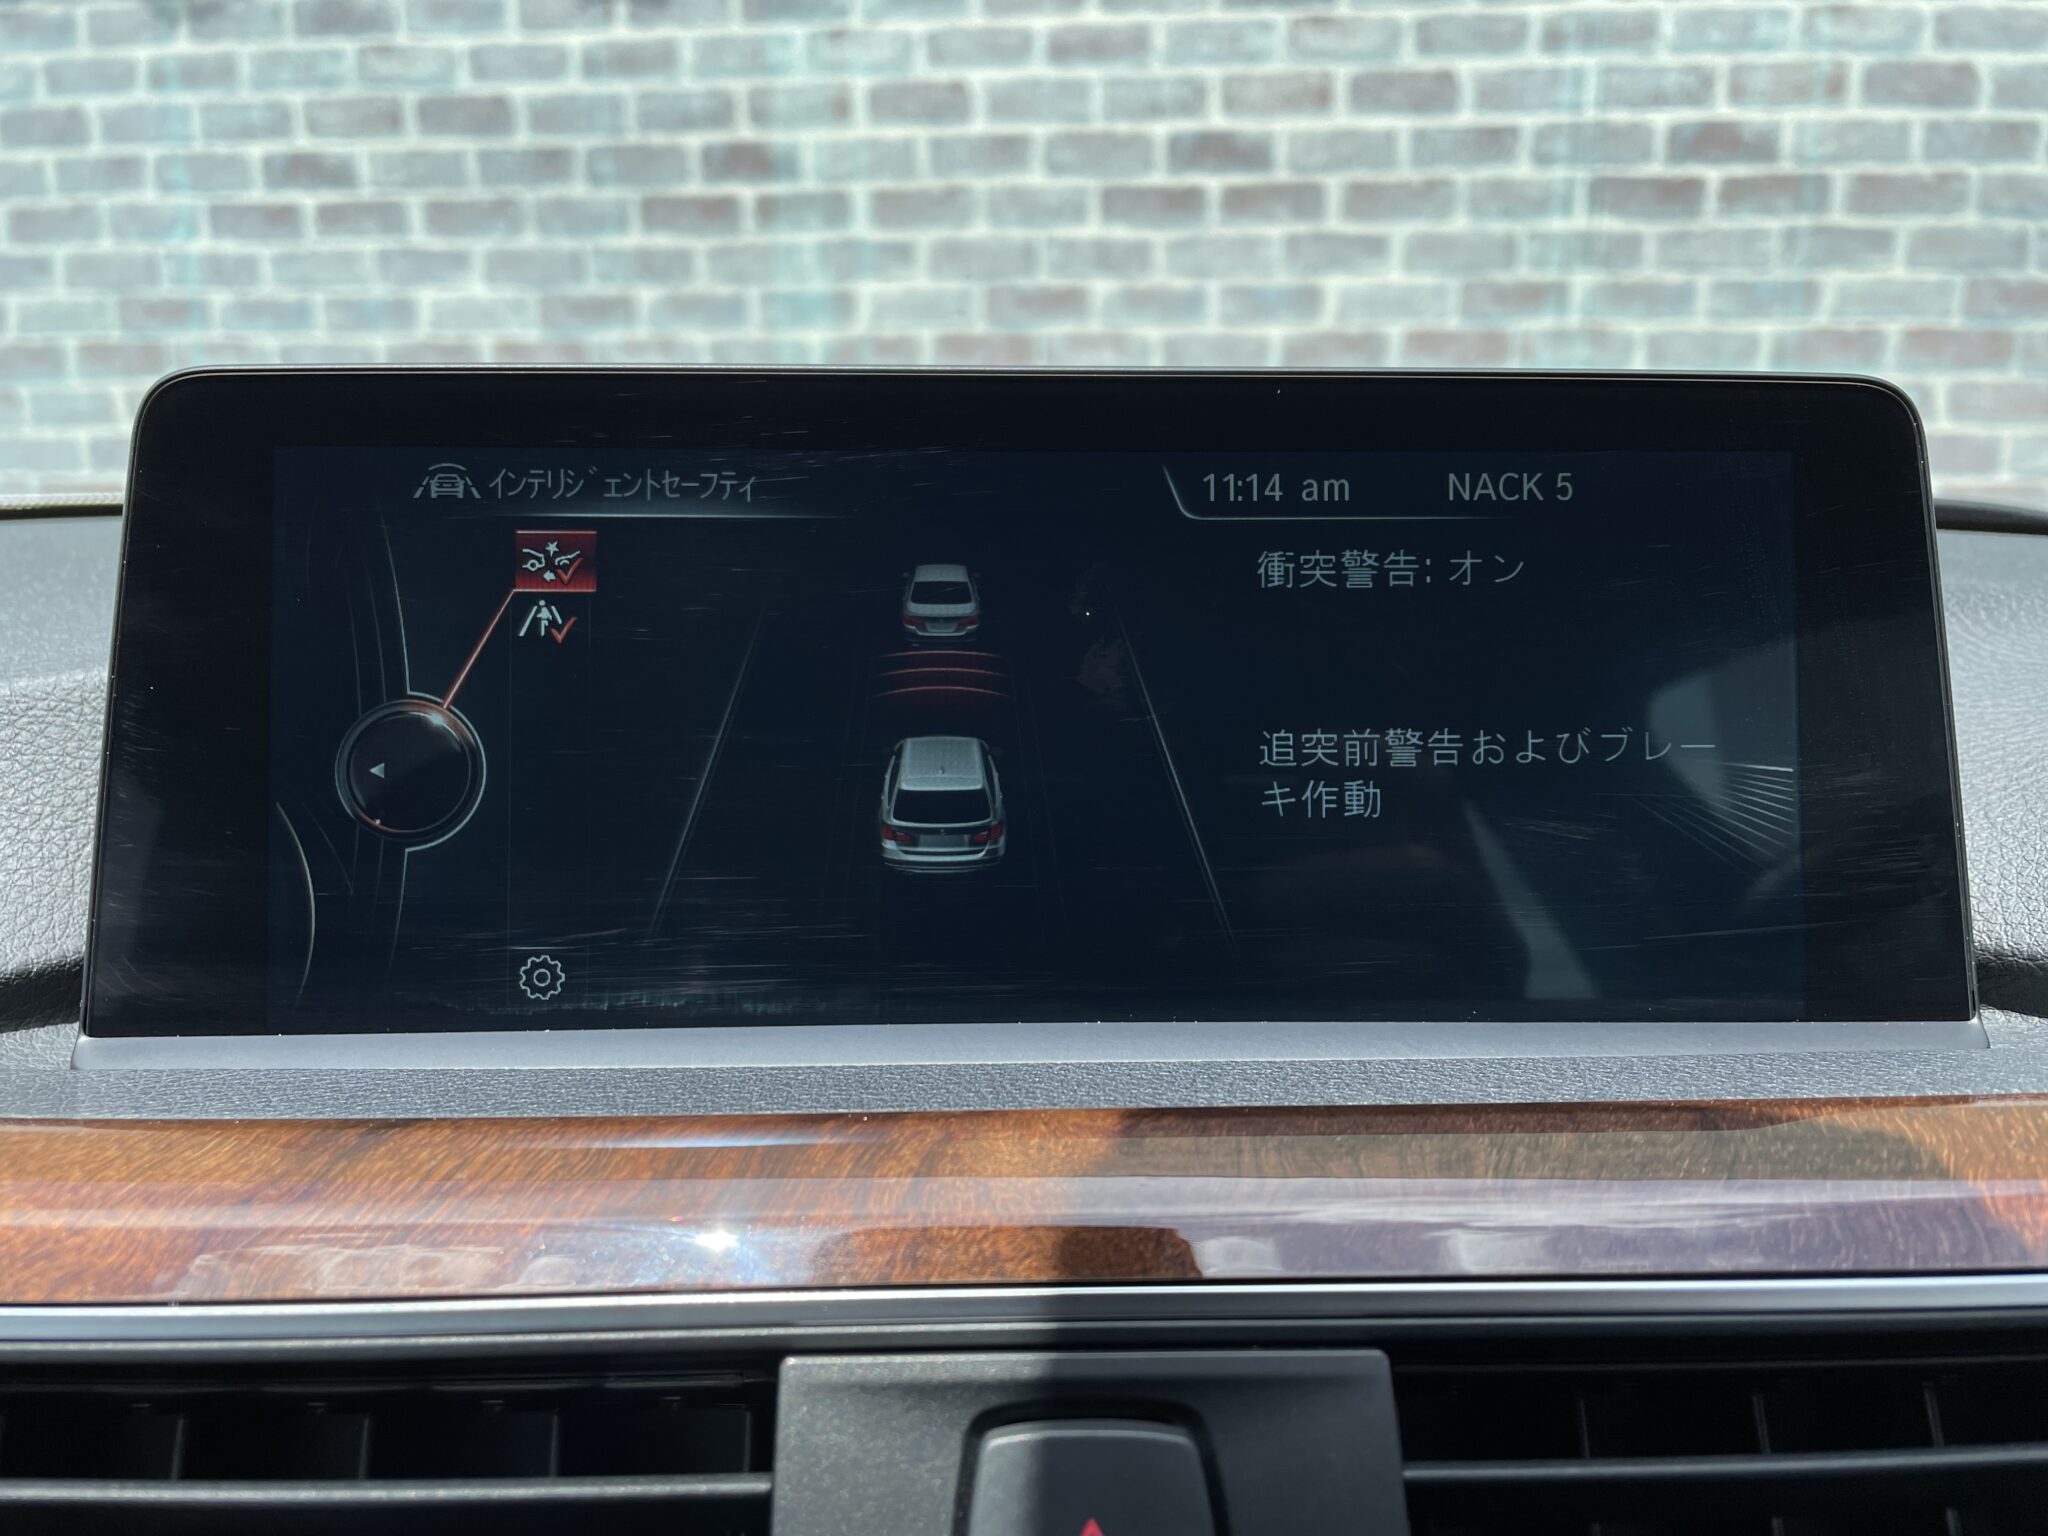 インテリジェントセーフティ
11:14 am
NACK 5
衝突警告: オン
追突前警告およびブレー
キ作動